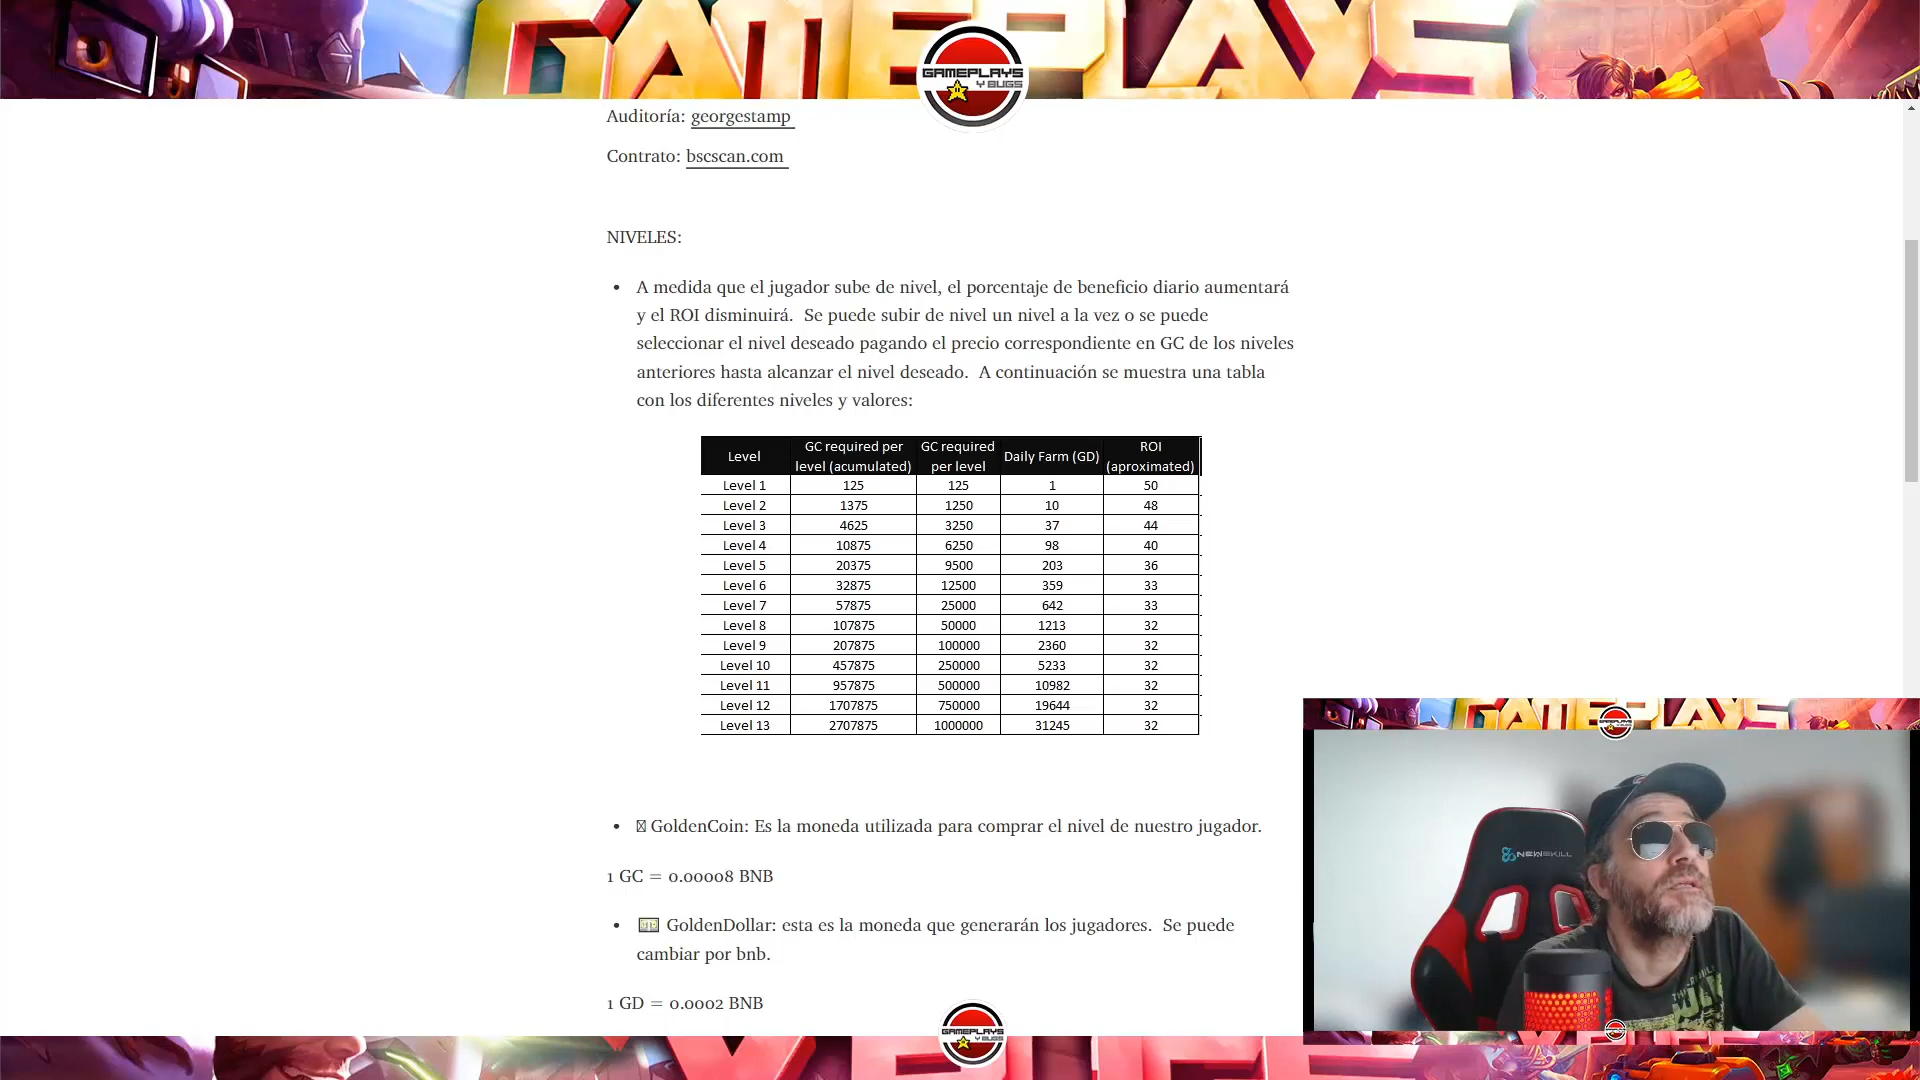 GAMEPLAYS
GAMEPLAYS
Y BUGS
Auditoría: georgestamp
Contrato: bscscan.com
NIVELES:
• A medida que el jugador sube de nivel, el porcentaje de beneficio diario aumentará
y el ROI disminuirá. Se puede subir de nivel un nivel a la vez o se puede
seleccionar el nivel deseado pagando el precio correspondiente en GC de los niveles
anteriores hasta alcanzar el nivel deseado. A continuación se muestra una tabla
con los diferentes niveles y valores:
Level GC required per level (acumulated) GC required per level Daily Farm (GD) ROI (aproximated)
Level 1 125 125 1 50
Level 2 1375 1250 10 48
Level 3 4625 3250 37 44
Level 4 10875 6250 98 40
Level 5 20375 9500 203 36
Level 6 32875 12500 359 33
Level 7 57875 25000 642 33
Level 8 107875 50000 1213 32
Level 9 207875 100000 2360 32
Level 10 457875 250000 5233 32
Level 11 957875 500000 10982 32
Level 12 1707875 750000 19644 32
Level 13 2707875 1000000 31245 32
• GoldenCoin: Es la moneda utilizada para comprar el nivel de nuestro jugador.
1 GC = 0.00008 BNB
• GoldenDollar: esta es la moneda que generarán los jugadores. Se puede
cambiar por bnb.
1 GD = 0.0002 BNB
GAMEPLAYS
NEWSKILL
GAMEPLAYS
Y BUGS